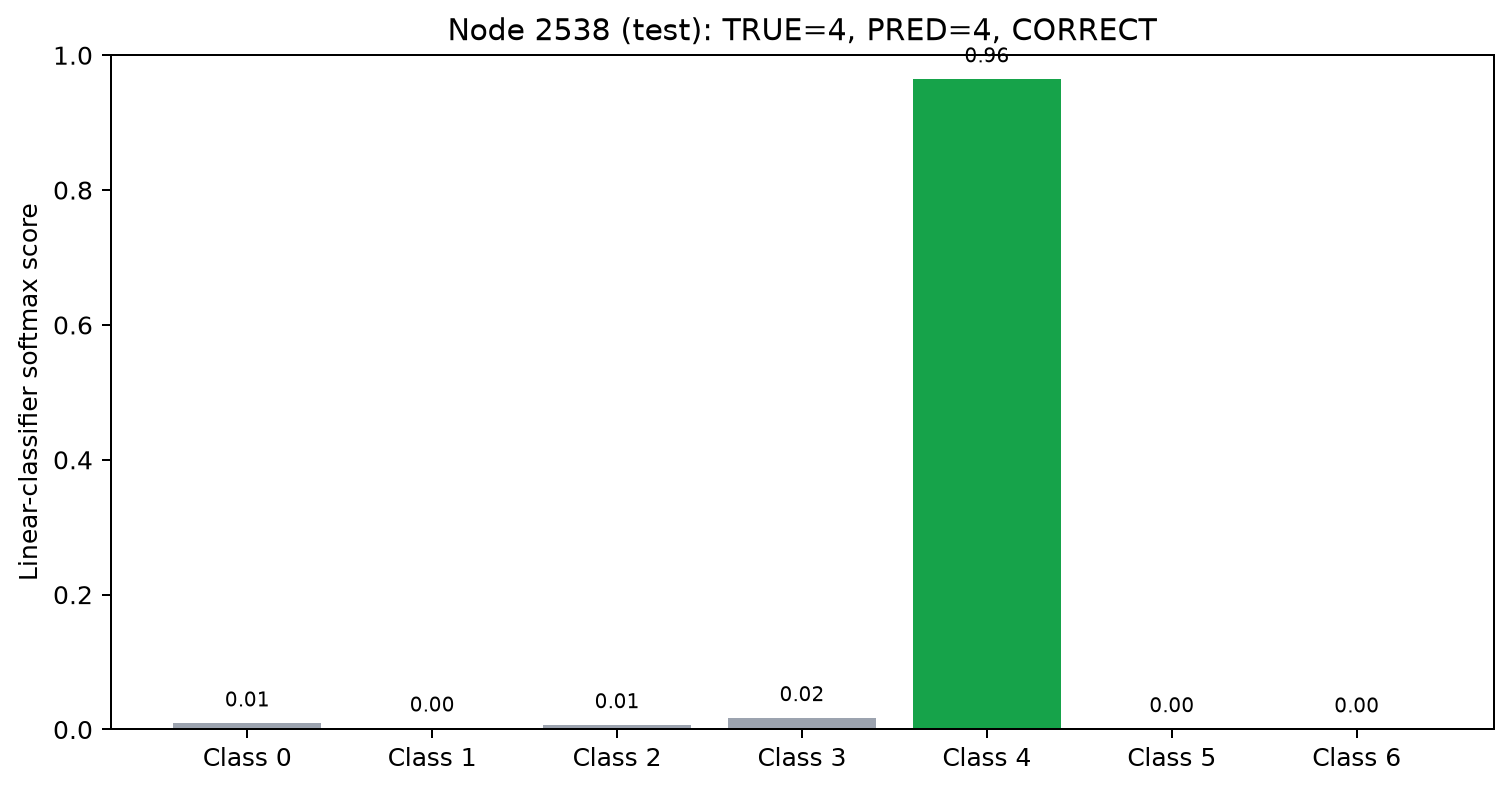 Node 2538 (test): TRUE=4, PRED=4, CORRECT
Linear-classifier softmax score
1.0
0.8
0.6
0.4
0.2
0.0
0.01
0.00
0.01
0.02
0.96
0.00
0.00
Class 0
Class 1
Class 2
Class 3
Class 4
Class 5
Class 6